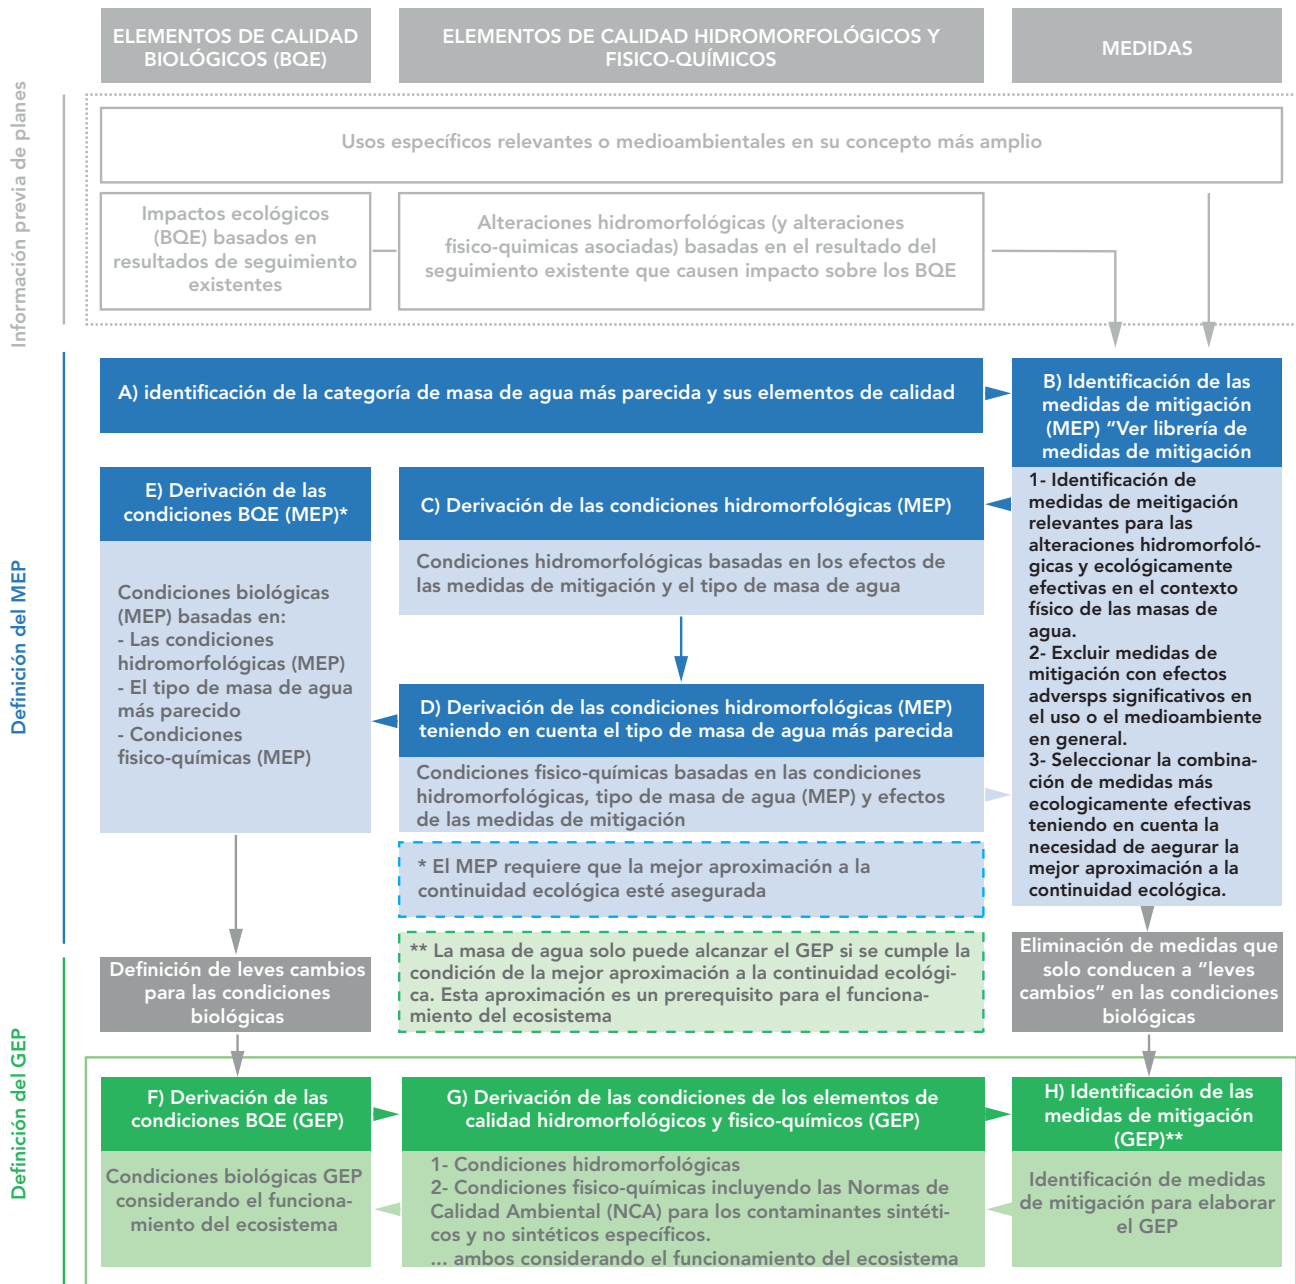 ELEMENTOS DE CALIDAD
BIOLÓGICOS (BQE)
ELEMENTOS DE CALIDAD HIDROMORFOLÓGICOS Y
FISICO-QUÍMICOS
MEDIDAS
Información previa de planes
Usos específicos relevantes o medioambientales en su concepto más amplio
Impactos ecológicos
(BQE) basados en
resultados de seguimiento
existentes
Alteraciones hidromorfológicas (y alteraciones
fisico-quimicas asociadas) basadas en el resultado del
seguimiento existente que causen impacto sobre los BQE
Definición del MEP
A) identificación de la categoría de masa de agua más parecida y sus elementos de calidad
B) Identificación de las
medidas de mitigación
(MEP) “Ver librería de
medidas de mitigación
1- Identificación de
medidas de meitigación
relevantes para las
alteraciones hidromorfoló-
gicas y ecológicamente
efectivas en el contexto
físico de las masas de
agua.
2- Excluir medidas de
mitigación con efectos
adversps significativos en
el uso o el medioambiente
en general.
3- Seleccionar la combina-
ción de medidas más
ecologicamente efectivas
teniendo en cuenta la
necesidad de aegurar la
mejor aproximación a la
continuidad ecológica.
E) Derivación de las
condiciones BQE (MEP)*
Condiciones biológicas
(MEP) basadas en:
- Las condiciones
hidromorfológicas (MEP)
- El tipo de masa de agua
más parecido
- Condiciones
fisico-químicas (MEP)
C) Derivación de las condiciones hidromorfológicas (MEP)
Condiciones hidromorfológicas basadas en los efectos de
las medidas de mitigación y el tipo de masa de agua
D) Derivación de las condiciones hidromorfológicas (MEP)
teniendo en cuenta el tipo de masa de agua más parecida
Condiciones fisico-químicas basadas en las condiciones
hidromorfológicas, tipo de masa de agua (MEP) y efectos
de las medidas de mitigación
* El MEP requiere que la mejor aproximación a la
continuidad ecológica esté asegurada
** La masa de agua solo puede alcanzar el GEP si se cumple la
condición de la mejor aproximación a la continuidad ecológi-
ca. Esta aproximación es un prerequisito para el funciona-
miento del ecosistema
Definición de leves cambios
para las condiciones
biológicas
Eliminación de medidas que
solo conducen a “leves
cambios” en las condiciones
biológicas
Definición del GEP
F) Derivación de las
condiciones BQE (GEP)
Condiciones biológicas GEP
considerando el funciona-
miento del ecosistema
G) Derivación de las condiciones de los elementos de
calidad hidromorfológicos y fisico-químicos (GEP)
1- Condiciones hidromorfológicas
2- Condiciones fisico-químicas incluyendo las Normas de
Calidad Ambiental (NCA) para los contaminantes sintéti-
cos y no sintéticos específicos.
... ambos considerando el funcionamiento del ecosistema
H) Identificación de las
medidas de mitigación
(GEP)**
Identificación de medidas
de mitigación para elaborar
el GEP